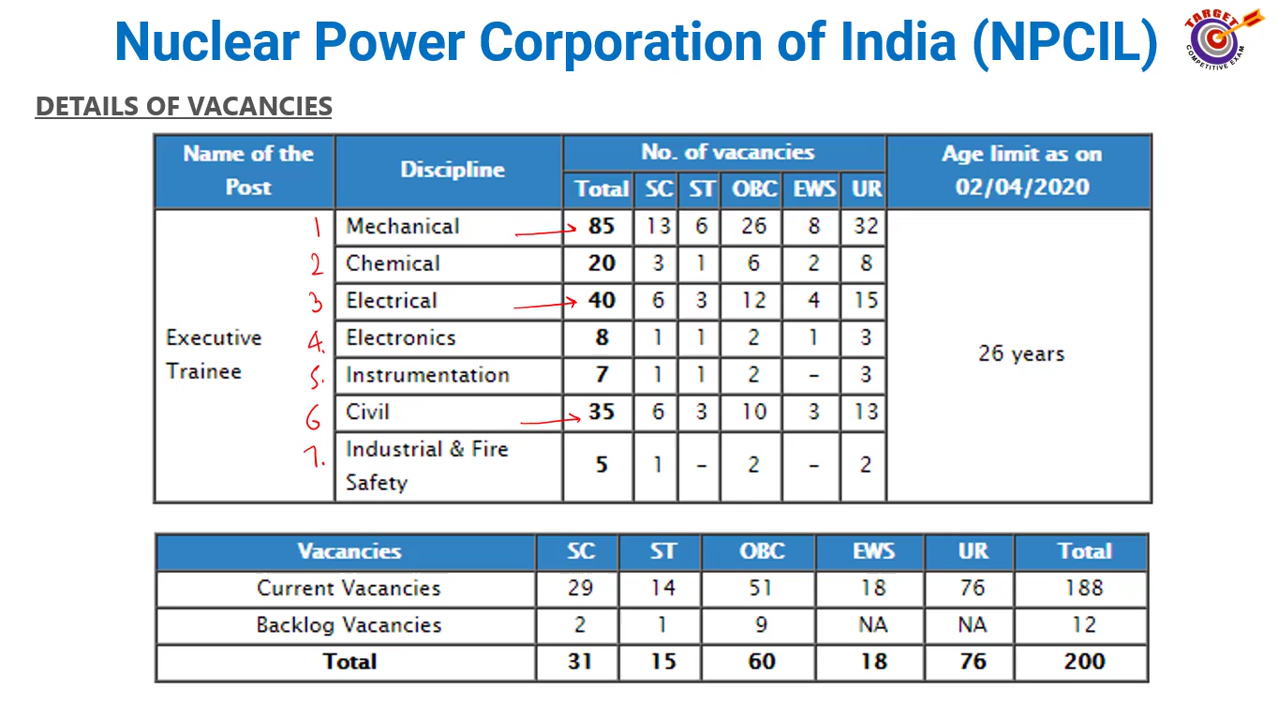 Nuclear Power Corporation of India (NPCIL)
TARGET
COMPETITIVE EXAM
DETAILS OF VACANCIES
Name of the Post Discipline No. of vacancies Age limit as on 02/04/2020
Total SC ST OBC EWS UR
Executive Trainee
26 years
1 Mechanical 85 13 6 26 8 32
2 Chemical 20 3 1 6 2 8
3 Electrical 40 6 3 12 4 15
4. Electronics 8 1 1 2 1 3
5. Instrumentation 7 1 1 2 – 3
6 Civil 35 6 3 10 3 13
7. Industrial & Fire Safety 5 1 – 2 – 2
Vacancies SC ST OBC EWS UR Total
Current Vacancies 29 14 51 18 76 188
Backlog Vacancies 2 1 9 NA NA 12
Total 31 15 60 18 76 200